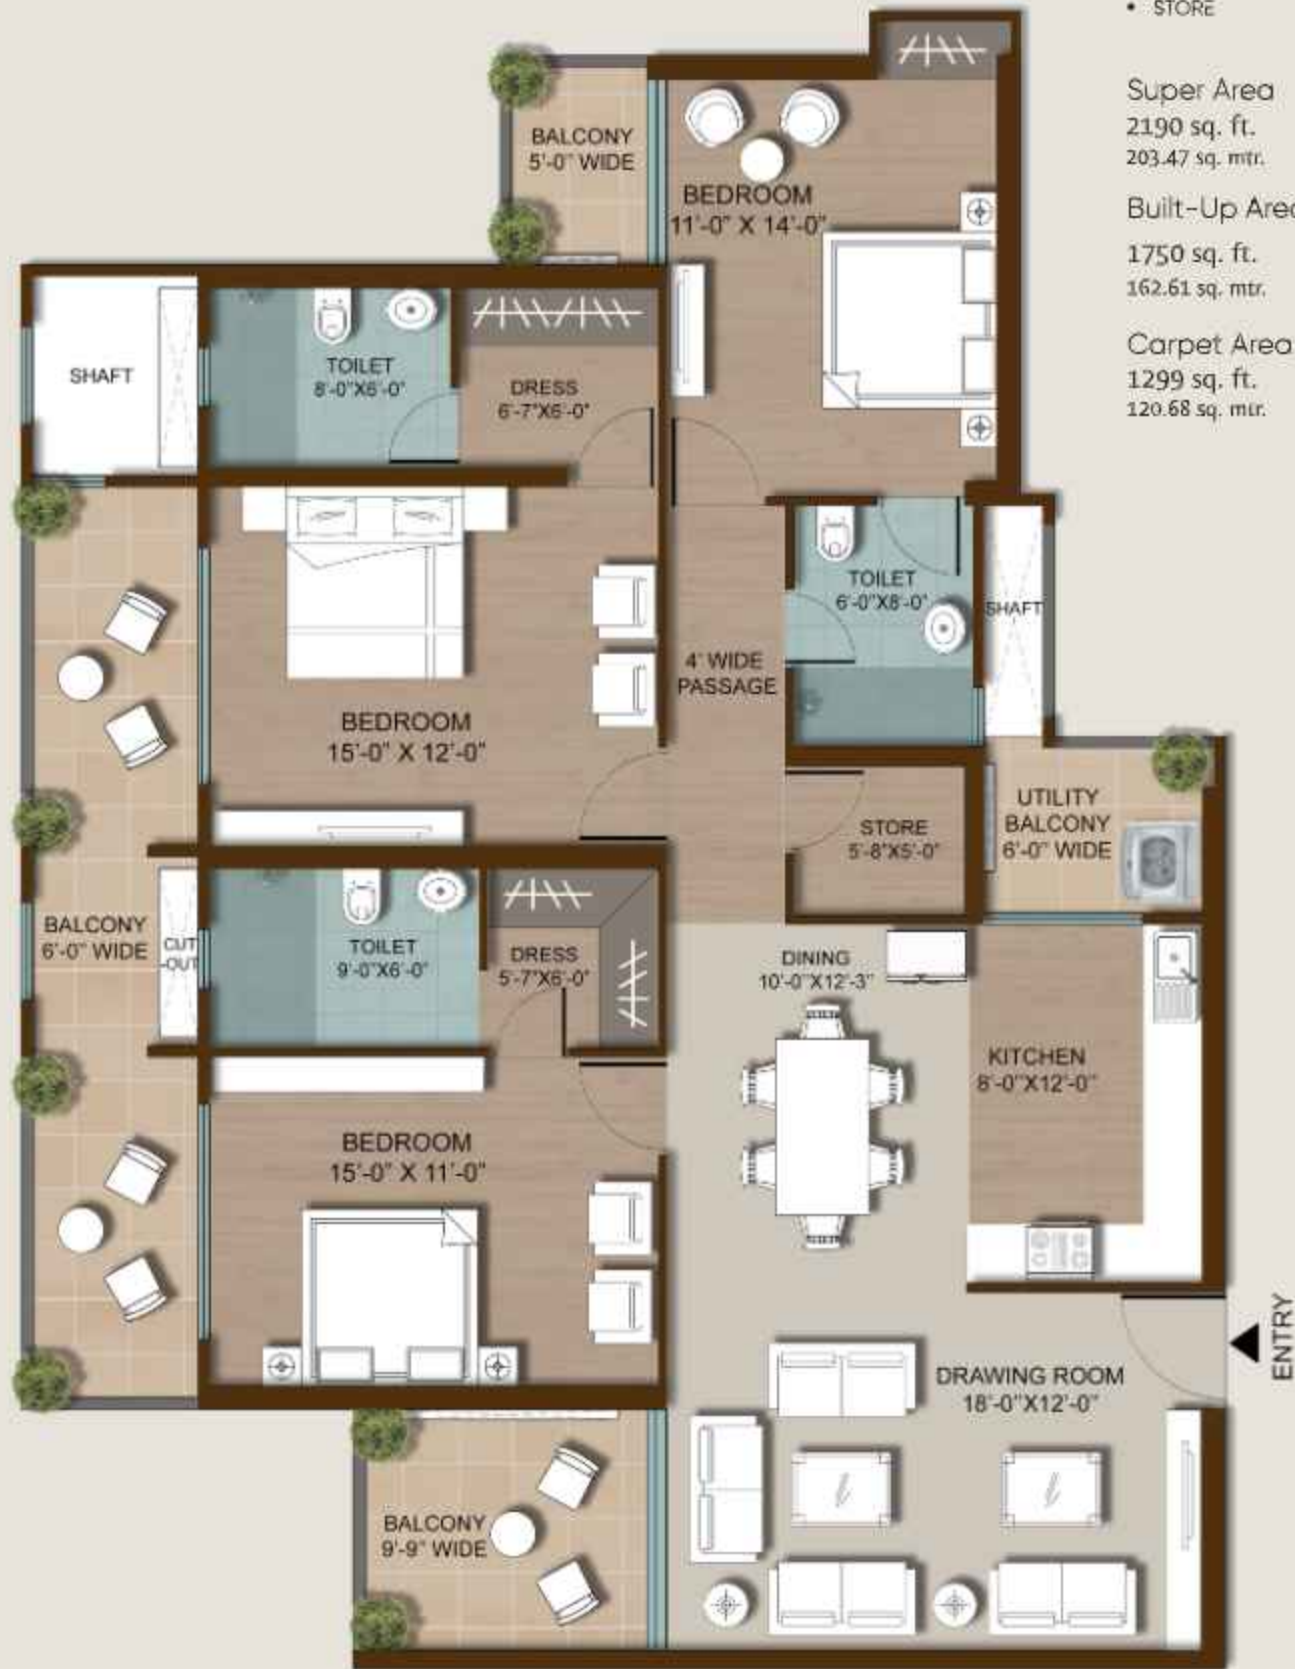 • STORE
Super Area
2190 sq. ft.
203.47 sq. mtr.
Built-Up Area
1750 sq. ft.
162.61 sq. mtr.
Carpet Area
1299 sq. ft.
120.68 sq. mtr.
BALCONY
5'-0" WIDE
BEDROOM
11'-0" X 14'-0"
SHAFT
TOILET
8'-0"X6'-0"
DRESS
6'-7"X6'-0"
TOILET
6'-0"X8'-0"
SHAFT
4' WIDE
PASSAGE
BEDROOM
15'-0" X 12'-0"
STORE
5'-8"X5'-0"
UTILITY
BALCONY
6'-0" WIDE
BALCONY
6'-0" WIDE
CUT
-OUT
TOILET
9'-0"X6'-0"
DRESS
5'-7"X6'-0"
DINING
10'-0"X12'-3"
KITCHEN
8'-0"X12'-0"
BEDROOM
15'-0" X 11'-0"
ENTRY
DRAWING ROOM
18'-0"X12'-0"
BALCONY
9'-9" WIDE